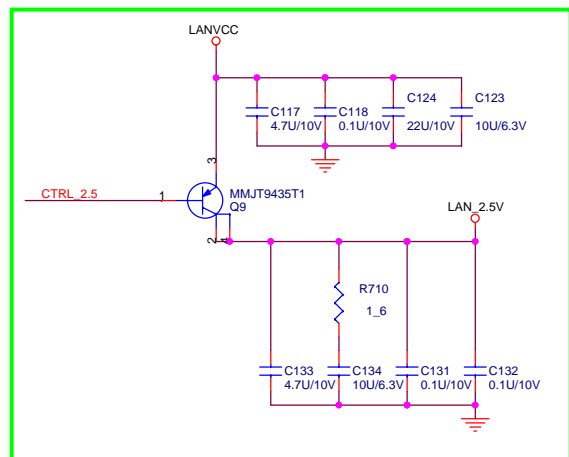 LANVCC
C117
4.7U/10V
C118
0.1U/10V
C124
22U/10V
C123
10U/6.3V
3
CTRL_2.5
1
MMJT9435T1
Q9
2
4
LAN_2.5V
R710
1_6
C133
4.7U/10V
C134
10U/6.3V
C131
0.1U/10V
C132
0.1U/10V